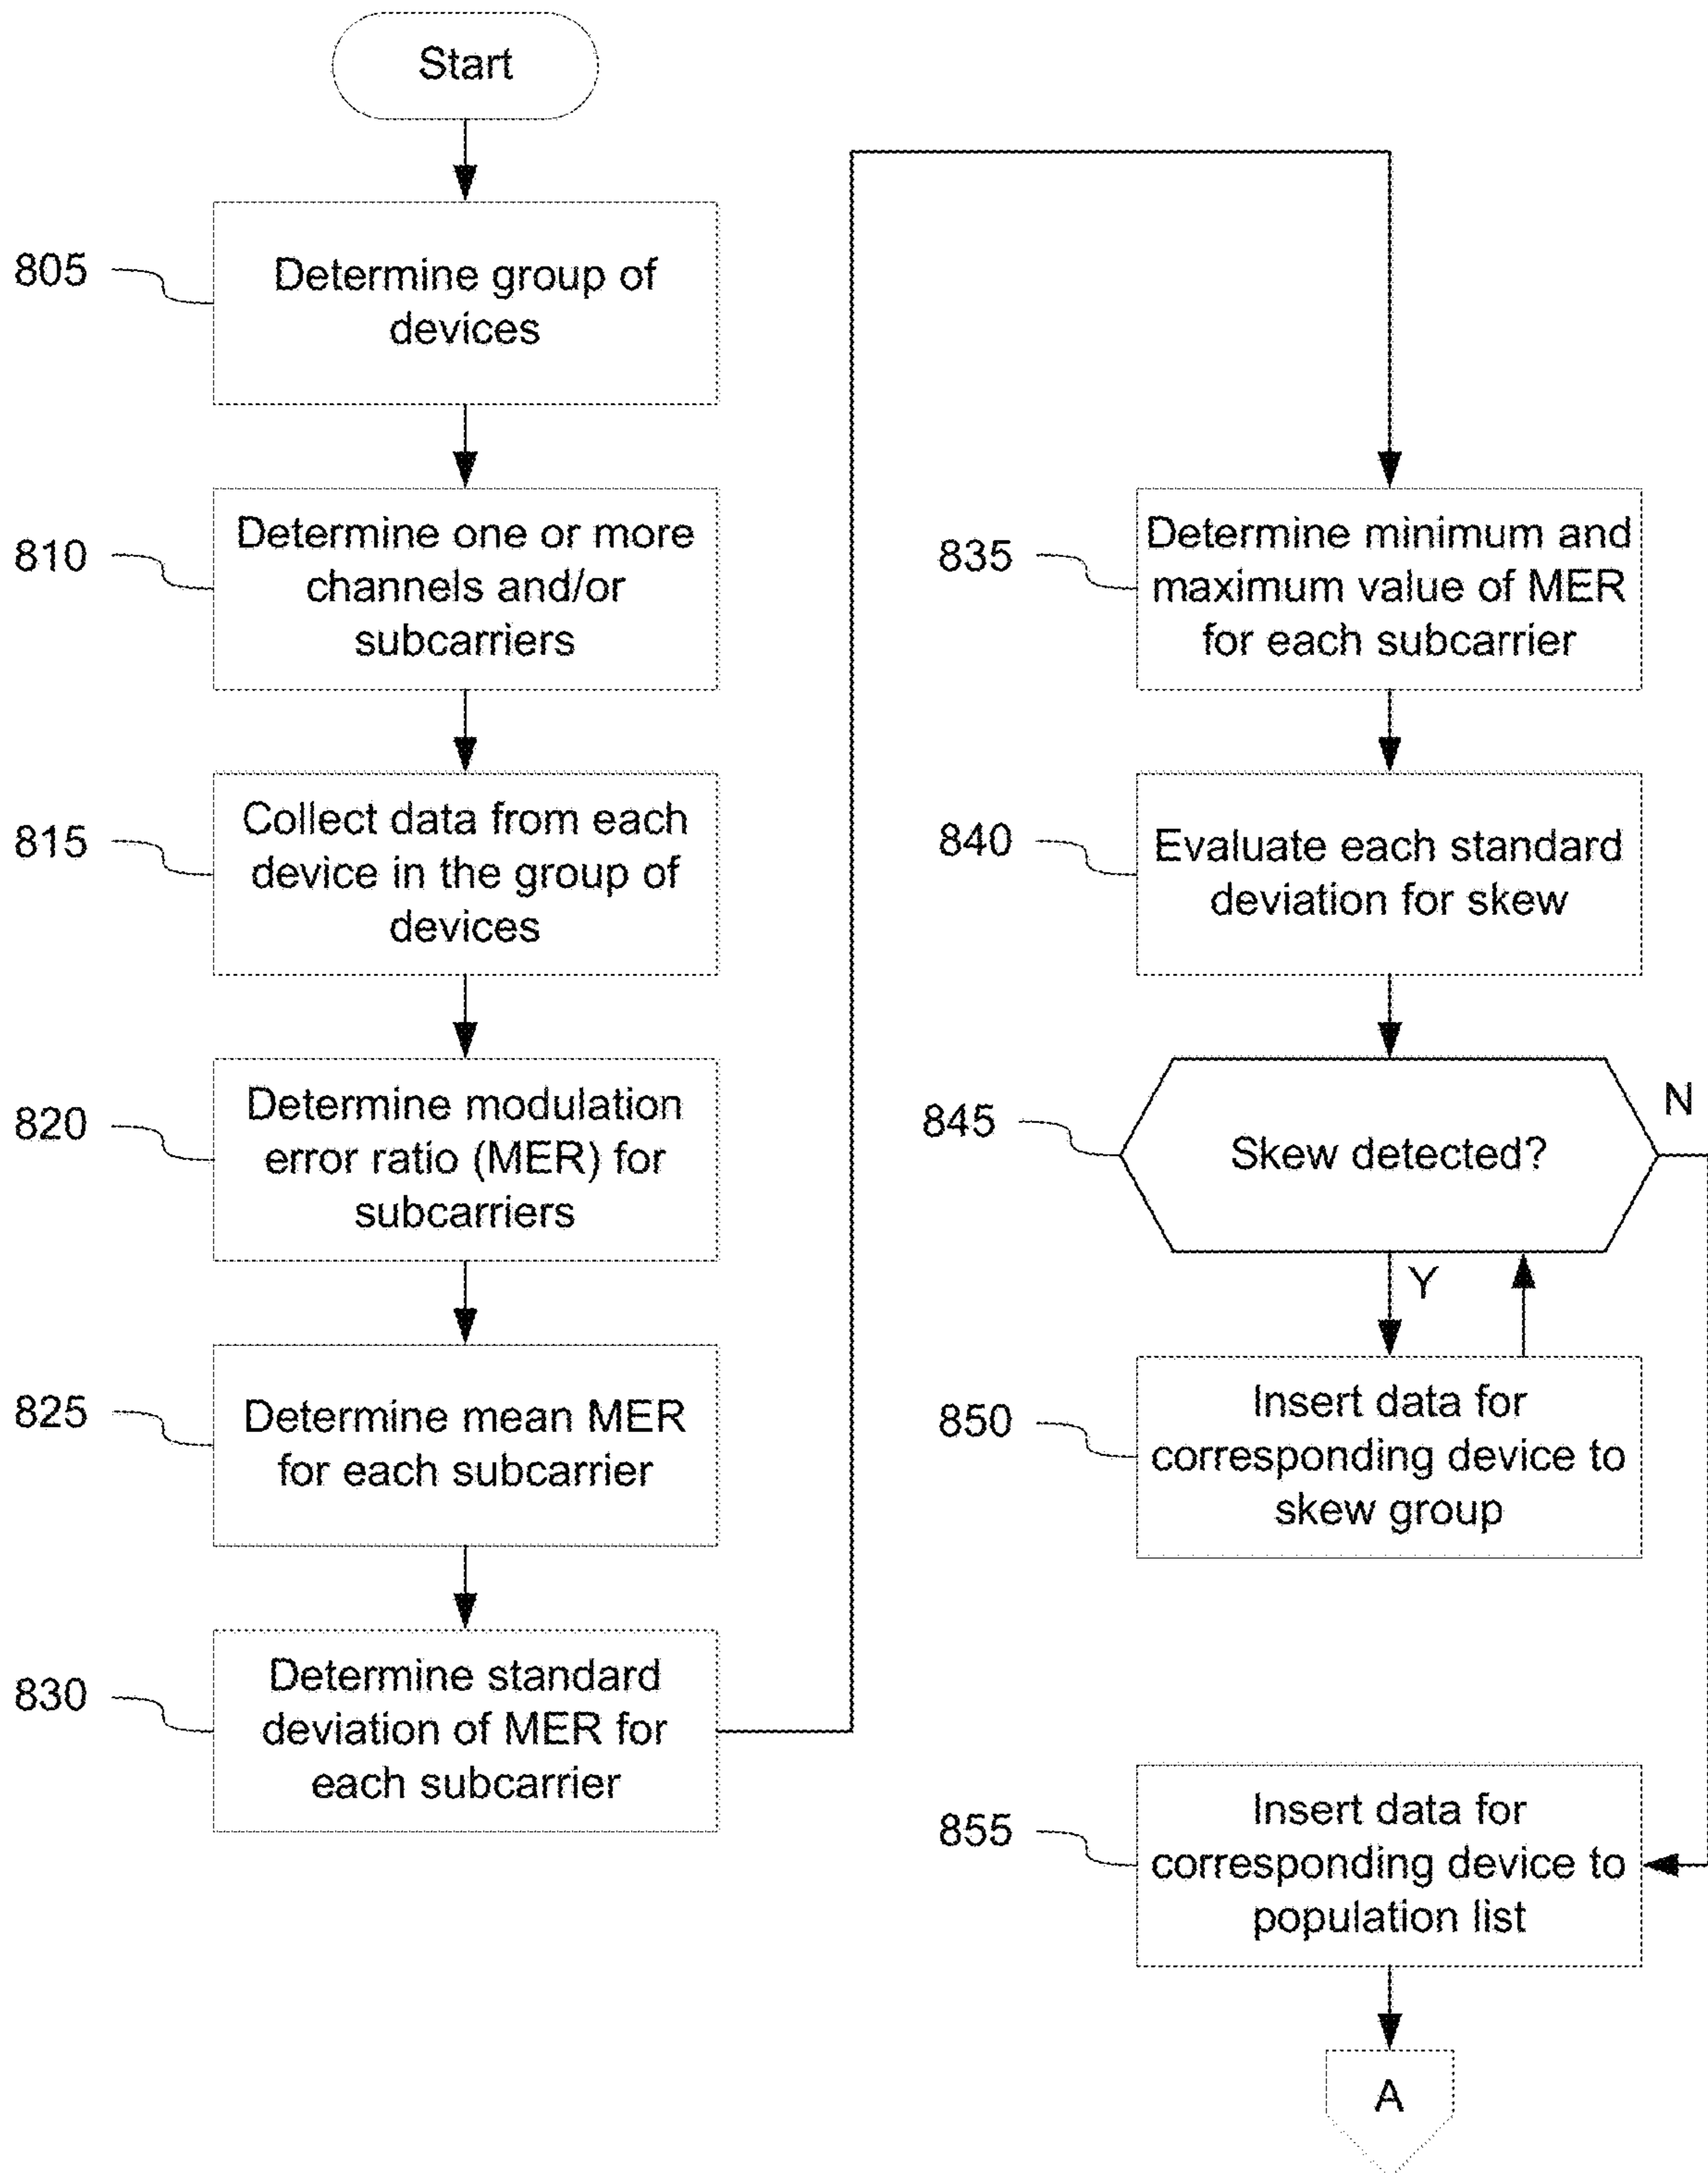 Start
805
Determine group of
devices
810
Determine one or more
channels and/or
subcarriers
815
Collect data from each
device in the group of
devices
820
Determine modulation
error ratio (MER) for
subcarriers
825
Determine mean MER
for each subcarrier
830
Determine standard
deviation of MER for
each subcarrier
835
Determine minimum and
maximum value of MER
for each subcarrier
840
Evaluate each standard
deviation for skew
845
Skew detected?
N
Y
850
Insert data for
corresponding device to
skew group
855
Insert data for
corresponding device to
population list
A